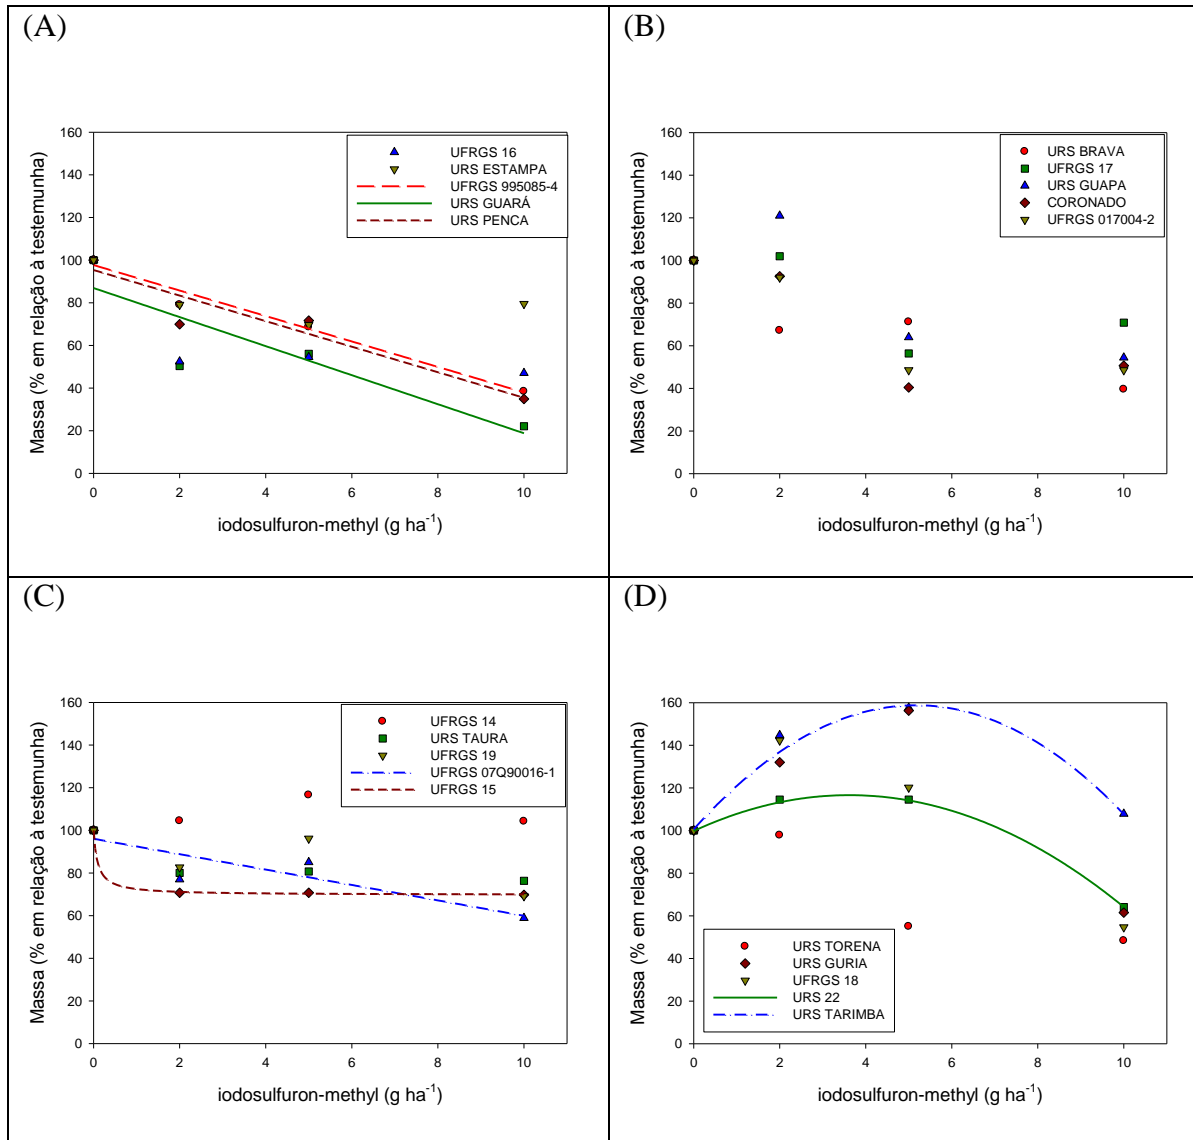 (A)
UFRGS 16
URS ESTAMPA
UFRGS 995085-4
URS GUARÁ
URS PENCA
Massa (% em relação à testemunha)
160
140
120
100
80
60
40
20
0
0 2 4 6 8 10
iodosulfuron-methyl (g ha⁻¹)
(B)
URS BRAVA
UFRGS 17
URS GUAPA
CORONADO
UFRGS 017004-2
Massa (% em relação à testemunha)
160
140
120
100
80
60
40
20
0
0 2 4 6 8 10
iodosulfuron-methyl (g ha⁻¹)
(C)
UFRGS 14
URS TAURA
UFRGS 19
UFRGS 07Q90016-1
UFRGS 15
Massa (% em relação à testemunha)
160
140
120
100
80
60
40
20
0
0 2 4 6 8 10
iodosulfuron-methyl (g ha⁻¹)
(D)
URS TORENA
URS GURIA
UFRGS 18
URS 22
URS TARIMBA
Massa (% em relação à testemunha)
160
140
120
100
80
60
40
20
0
0 2 4 6 8 10
iodosulfuron-methyl (g ha⁻¹)